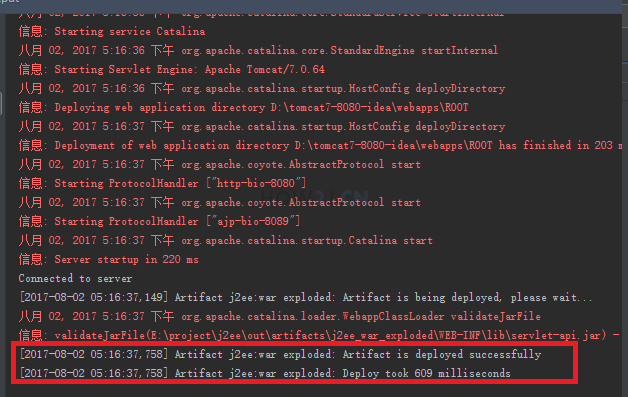 八月 02, 2017 5:16:36 下午 org.apache.catalina.core.StandardService startInternal
信息: Starting service Catalina
八月 02, 2017 5:16:36 下午 org.apache.catalina.core.StandardEngine startInternal
信息: Starting Servlet Engine: Apache Tomcat/7.0.64
八月 02, 2017 5:16:36 下午 org.apache.catalina.startup.HostConfig deployDirectory
信息: Deploying web application directory D:\tomcat7-8080-idea\webapps\ROOT
八月 02, 2017 5:16:37 下午 org.apache.catalina.startup.HostConfig deployDirectory
信息: Deployment of web application directory D:\tomcat7-8080-idea\webapps\ROOT has finished in 203 m
八月 02, 2017 5:16:37 下午 org.apache.coyote.AbstractProtocol start
信息: Starting ProtocolHandler ["http-bio-8080"]
八月 02, 2017 5:16:37 下午 org.apache.coyote.AbstractProtocol start
信息: Starting ProtocolHandler ["ajp-bio-8089"]
八月 02, 2017 5:16:37 下午 org.apache.catalina.startup.Catalina start
信息: Server startup in 220 ms
Connected to server
[2017-08-02 05:16:37,149] Artifact j2ee:war exploded: Artifact is being deployed, please wait...
八月 02, 2017 5:16:37 下午 org.apache.catalina.loader.WebappClassLoader validateJarFile
信息: validateJarFile(E:\project\j2ee\out\artifacts\j2ee_war_exploded\WEB-INF\lib\servlet-api.jar) -
[2017-08-02 05:16:37,758] Artifact j2ee:war exploded: Artifact is deployed successfully
[2017-08-02 05:16:37,758] Artifact j2ee:war exploded: Deploy took 609 milliseconds